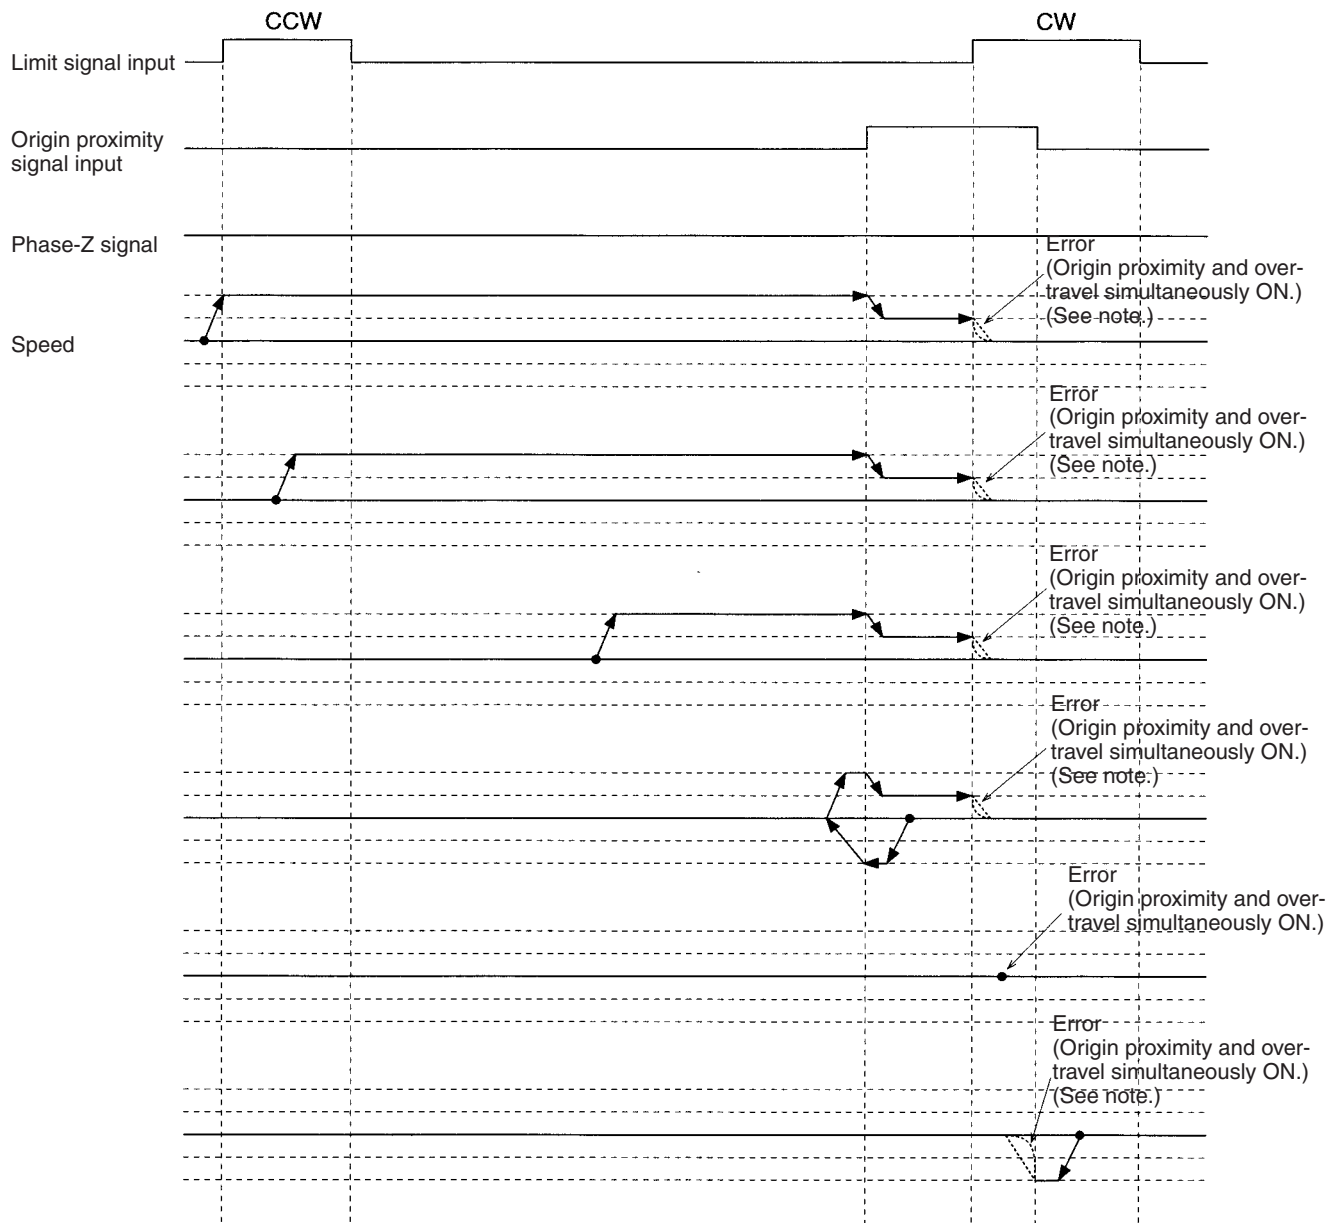 CCW
CW
Limit signal input
Origin proximity
signal input
Phase-Z signal
Error
(Origin proximity and over-
travel simultaneously ON.)
(See note.)
Speed
Error
(Origin proximity and over-
travel simultaneously ON.)
(See note.)
Error
(Origin proximity and over-
travel simultaneously ON.)
(See note.)
Error
(Origin proximity and over-
travel simultaneously ON.)
(See note.)
Error
(Origin proximity and over-
travel simultaneously ON.)
Error
(Origin proximity and over-
travel simultaneously ON.)
(See note.)